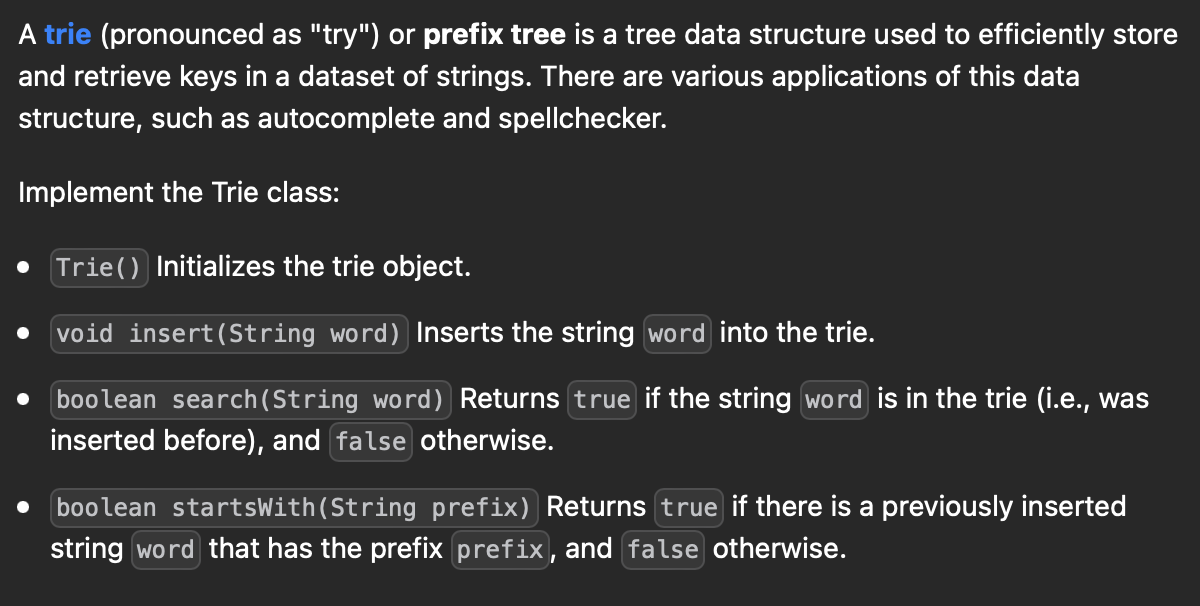 A trie (pronounced as "try") or prefix tree is a tree data structure used to efficiently store
and retrieve keys in a dataset of strings. There are various applications of this data
structure, such as autocomplete and spellchecker.
Implement the Trie class:
• Trie() Initializes the trie object.
• void insert(String word) Inserts the string word into the trie.
• boolean search(String word) Returns true if the string word is in the trie (i.e., was
inserted before), and false otherwise.
• boolean startsWith(String prefix) Returns true if there is a previously inserted
string word that has the prefix prefix, and false otherwise.